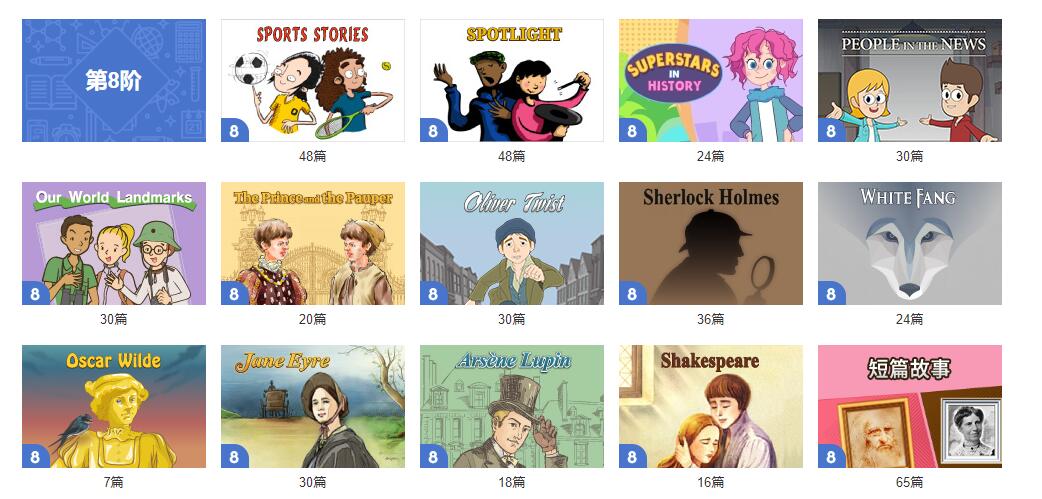 第8阶
SPORTS STORIES
8
48篇
SPOTLIGHT
8
48篇
SUPERSTARS
IN
HISTORY
8
24篇
PEOPLE IN THE NEWS
8
30篇
Our World Landmarks
8
30篇
The Prince and the Pauper
8
20篇
Oliver Twist
8
30篇
Sherlock Holmes
8
36篇
WHITE FANG
8
24篇
Oscar Wilde
8
7篇
Jane Eyre
8
30篇
Arsène Lupin
8
18篇
Shakespeare
8
16篇
短篇故事
8
65篇